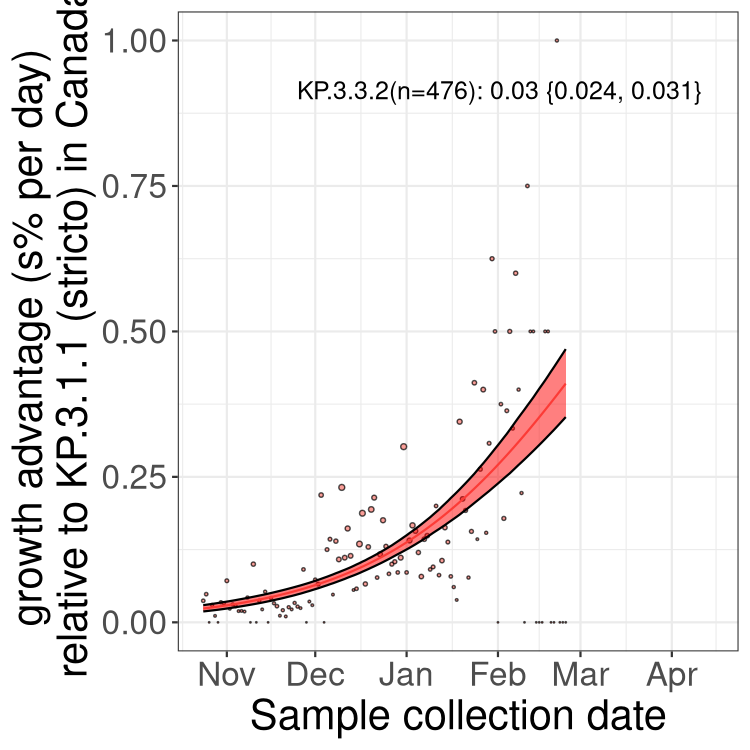 growth advantage (s% per day)
relative to KP.3.1.1 (stricto) in Canada
1.00
0.75
0.50
0.25
0.00
KP.3.3.2(n=476): 0.03 {0.024, 0.031}
Nov Dec Jan Feb Mar Apr
Sample collection date